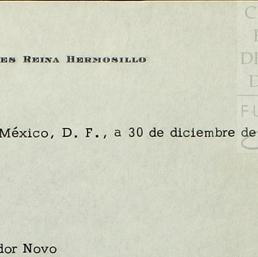 ES REINA HERMOSILLO
México, D. F., a 30 de diciembre de
dor Novo